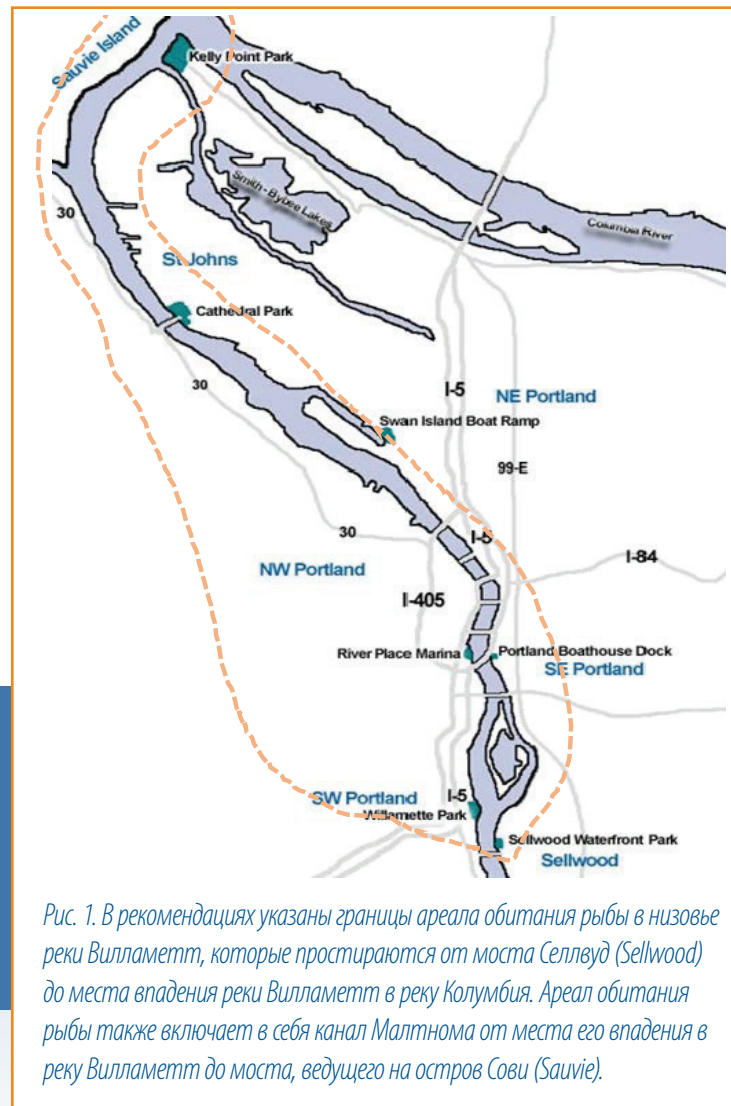 Sauvie Island
Kelly Point Park
Smith - Bybee Lakes
Columbia River
30
St Johns
Cathedral Park
30
I-5
NE Portland
Swan Island Boat Ramp
99-E
30
I-5
NW Portland
I-84
I-405
River Place Marina
Portland Boathouse Dock
SE Portland
SW Portland
I-5
Willamette Park
Sellwood Waterfront Park
Sellwood
Рис. 1. В рекомендациях указаны границы ареала обитания рыбы в низовье
реки Вилламетт, которые простираются от моста Селлвуд (Sellwood)
до места впадения реки Вилламетт в реку Колумбия. Ареал обитания
рыбы также включает в себя канал Малтнома от места его впадения в
реку Вилламетт до моста, ведущего на остров Сови (Sauvie).